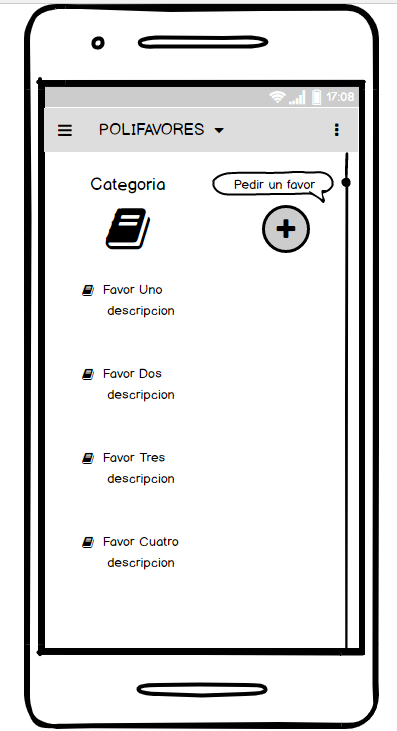 17:08
POLIFAVORES
Categoria
Pedir un favor
Favor Uno
descripcion
Favor Dos
descripcion
Favor Tres
descripcion
Favor Cuatro
descripcion